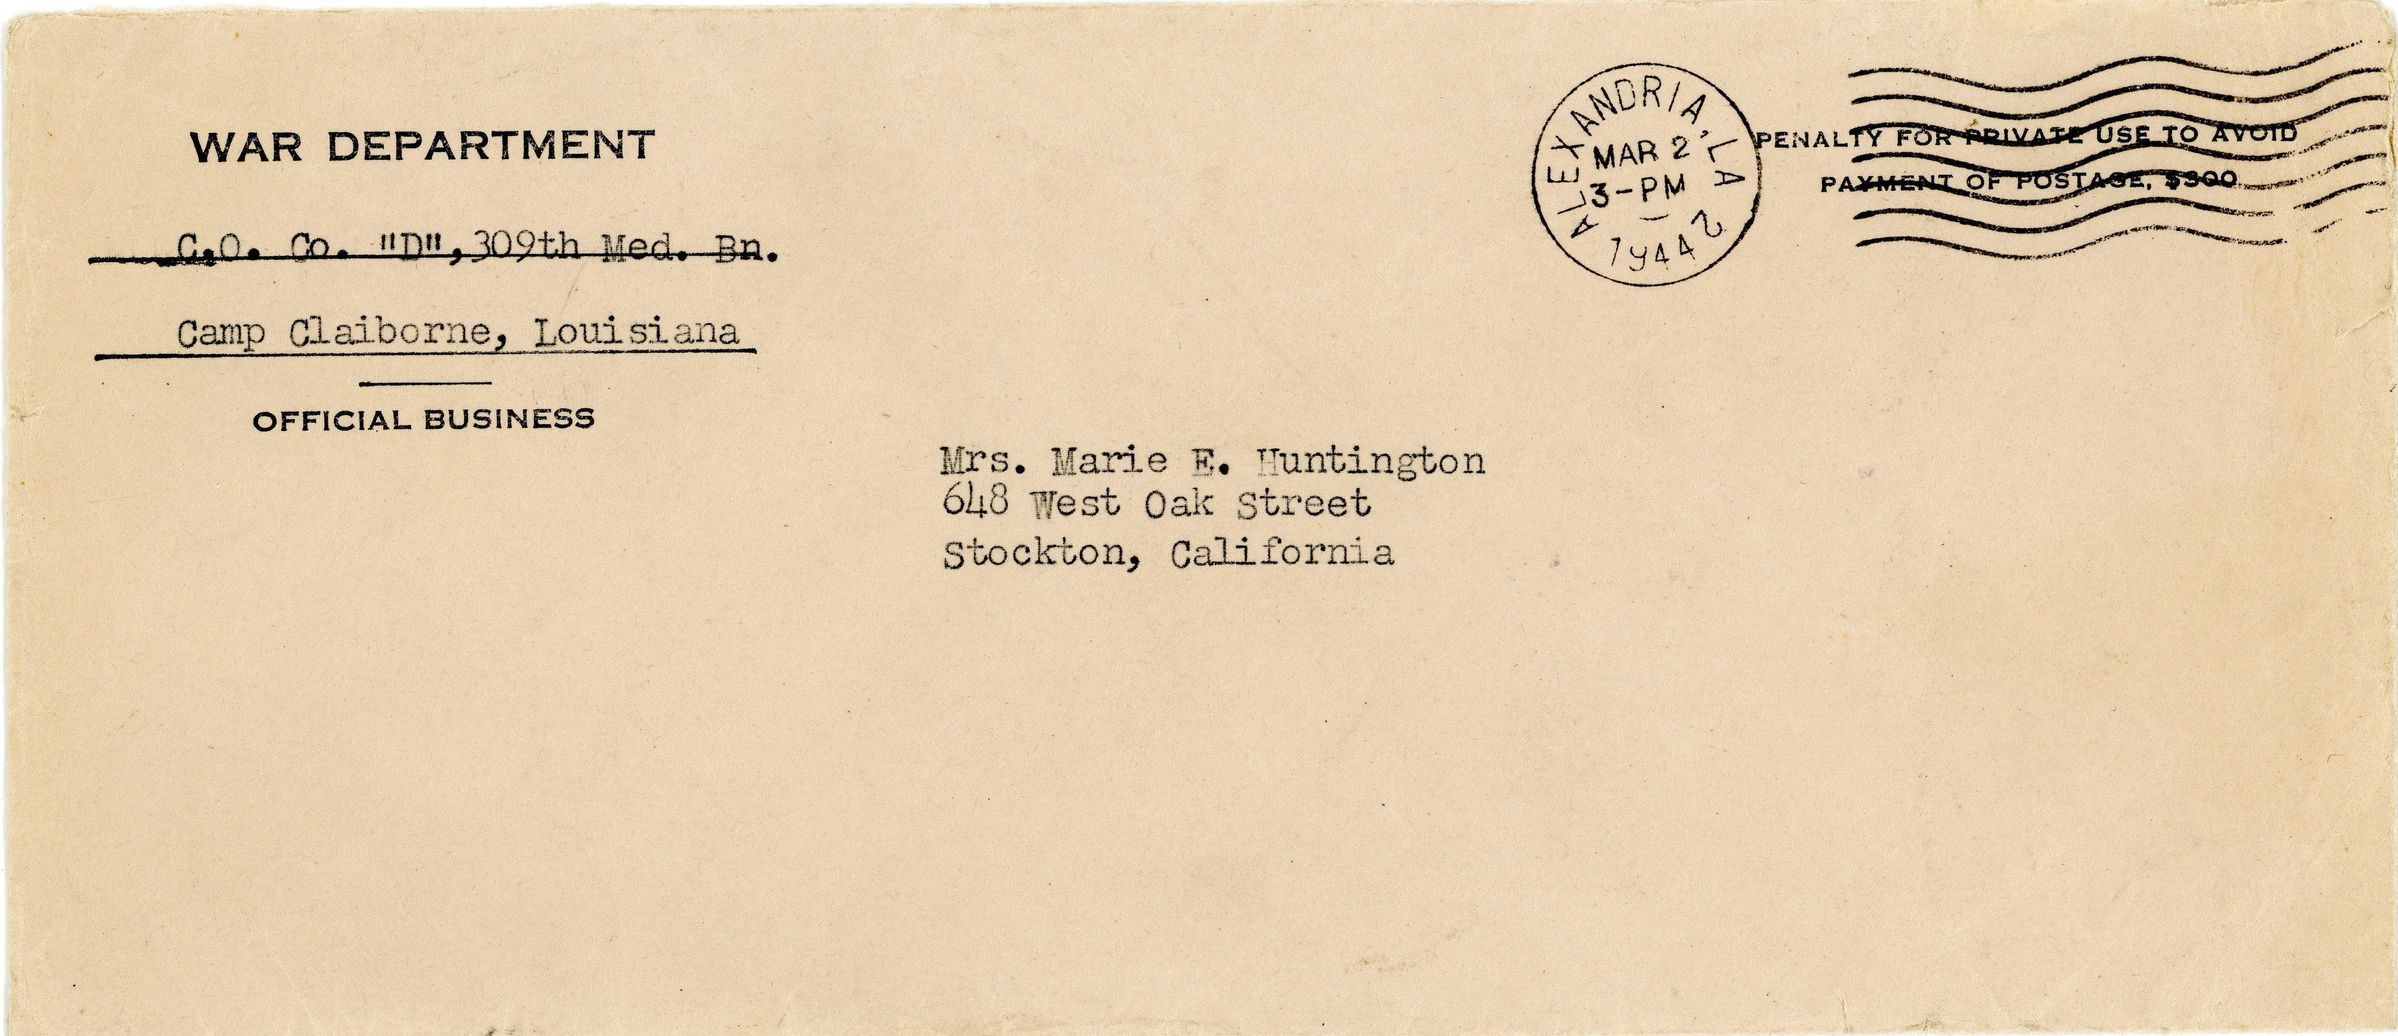 WAR DEPARTMENT
C.O. Co. "D",309th Med. Bn.
Camp Claiborne, Louisiana
OFFICIAL BUSINESS
ALEXANDRIA, LA
MAR 2
3-PM
1944
2
PENALTY FOR PRIVATE USE TO AVOID
PAYMENT OF POSTAGE, $300
Mrs. Marie E. Huntington
648 West Oak Street
Stockton, California